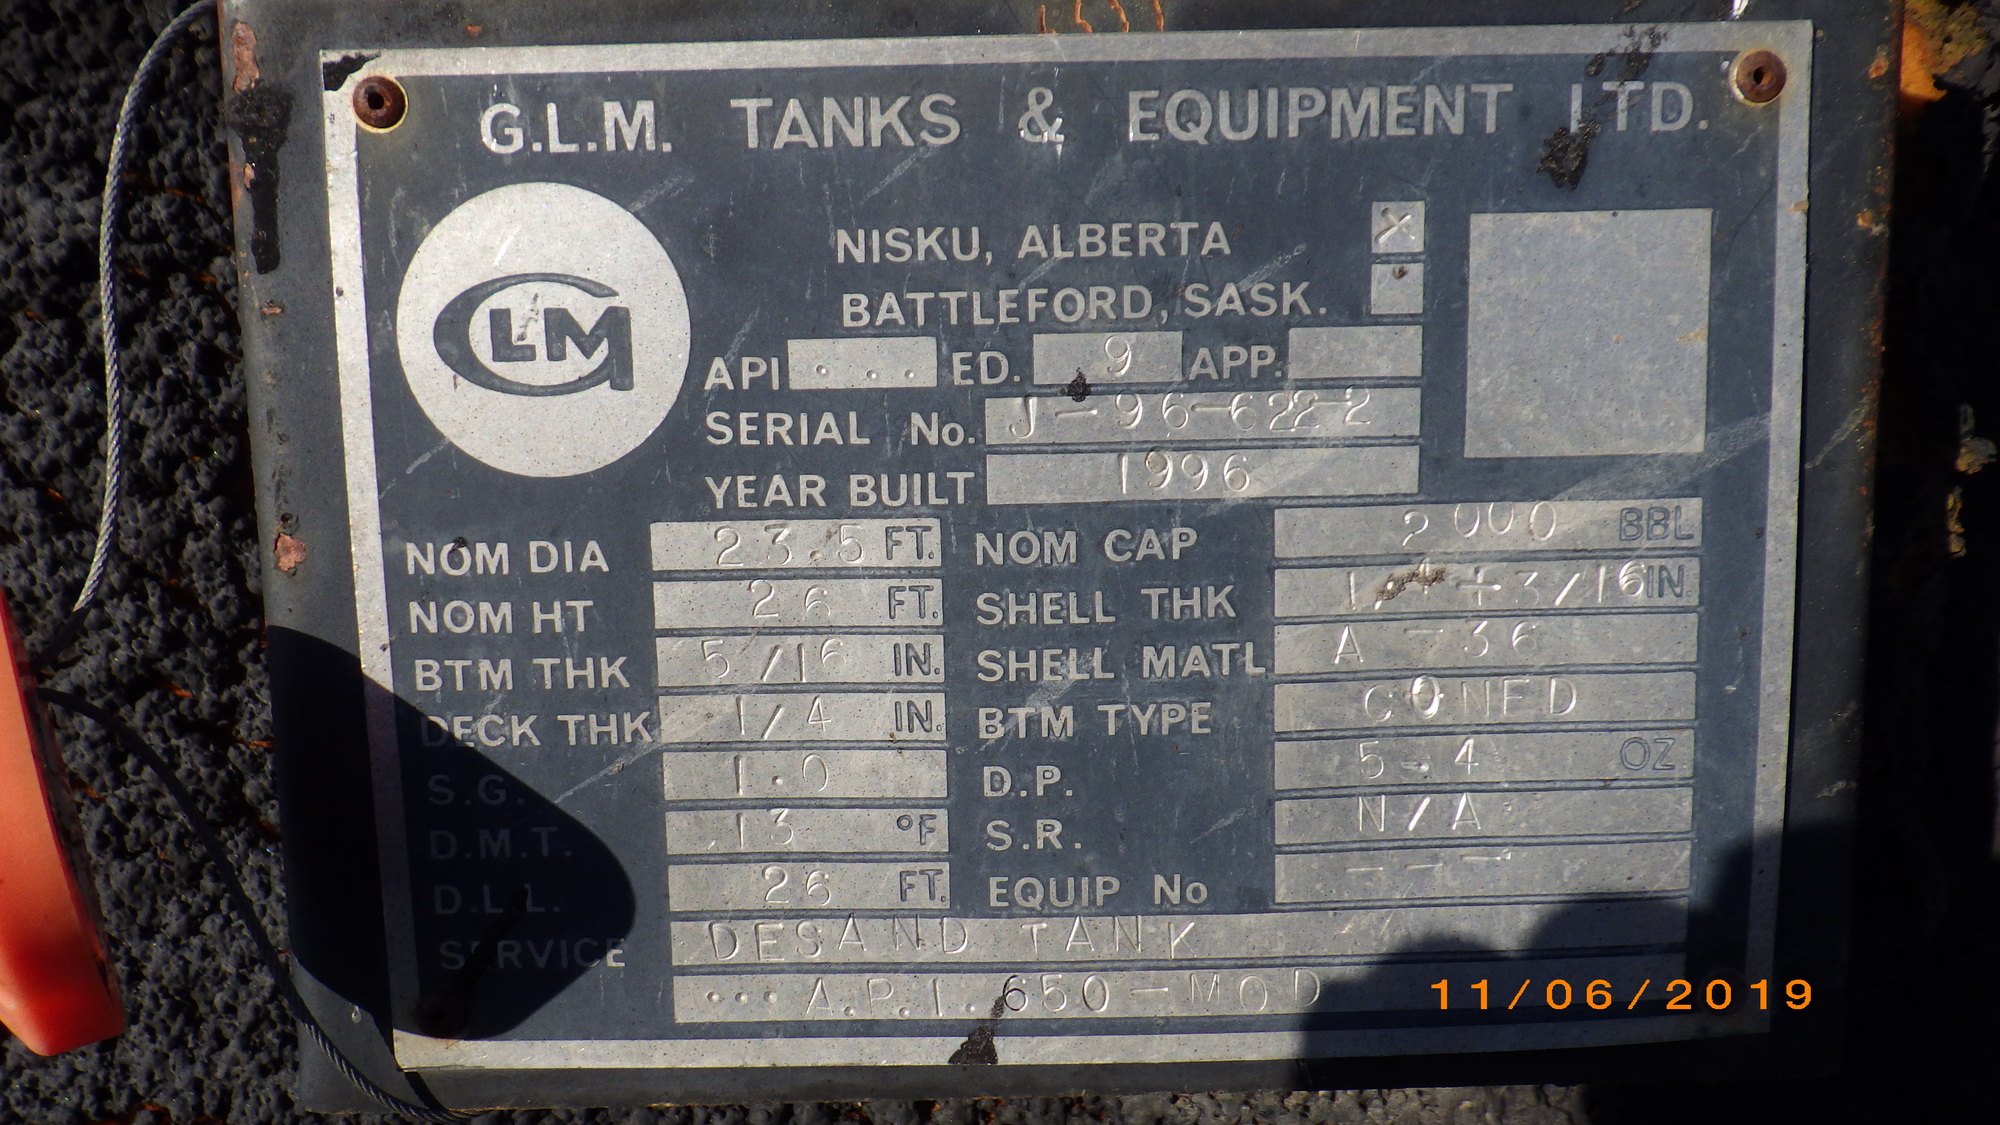 G.L.M. TANKS & EQUIPMENT LTD.
GLM
NISKU, ALBERTA X
BATTLEFORD, SASK.
API ... ED. 9 APP.
SERIAL No. J-96-622-2
YEAR BUILT 1996
NOM DIA 23.5 FT. NOM CAP 2000 BBL
NOM HT 26 FT. SHELL THK 1/4+3/16 IN.
BTM THK 5/16 IN. SHELL MATL A-36
DECK THK 1/4 IN. BTM TYPE CONED
S.G. 1.0 D.P. 5.4 OZ
D.M.T. .13 °F S.R. N/A
D.L.L. 26 FT. EQUIP No ---
SERVICE DESAND TANK
...A.P.I. 650-MOD
11/06/2019